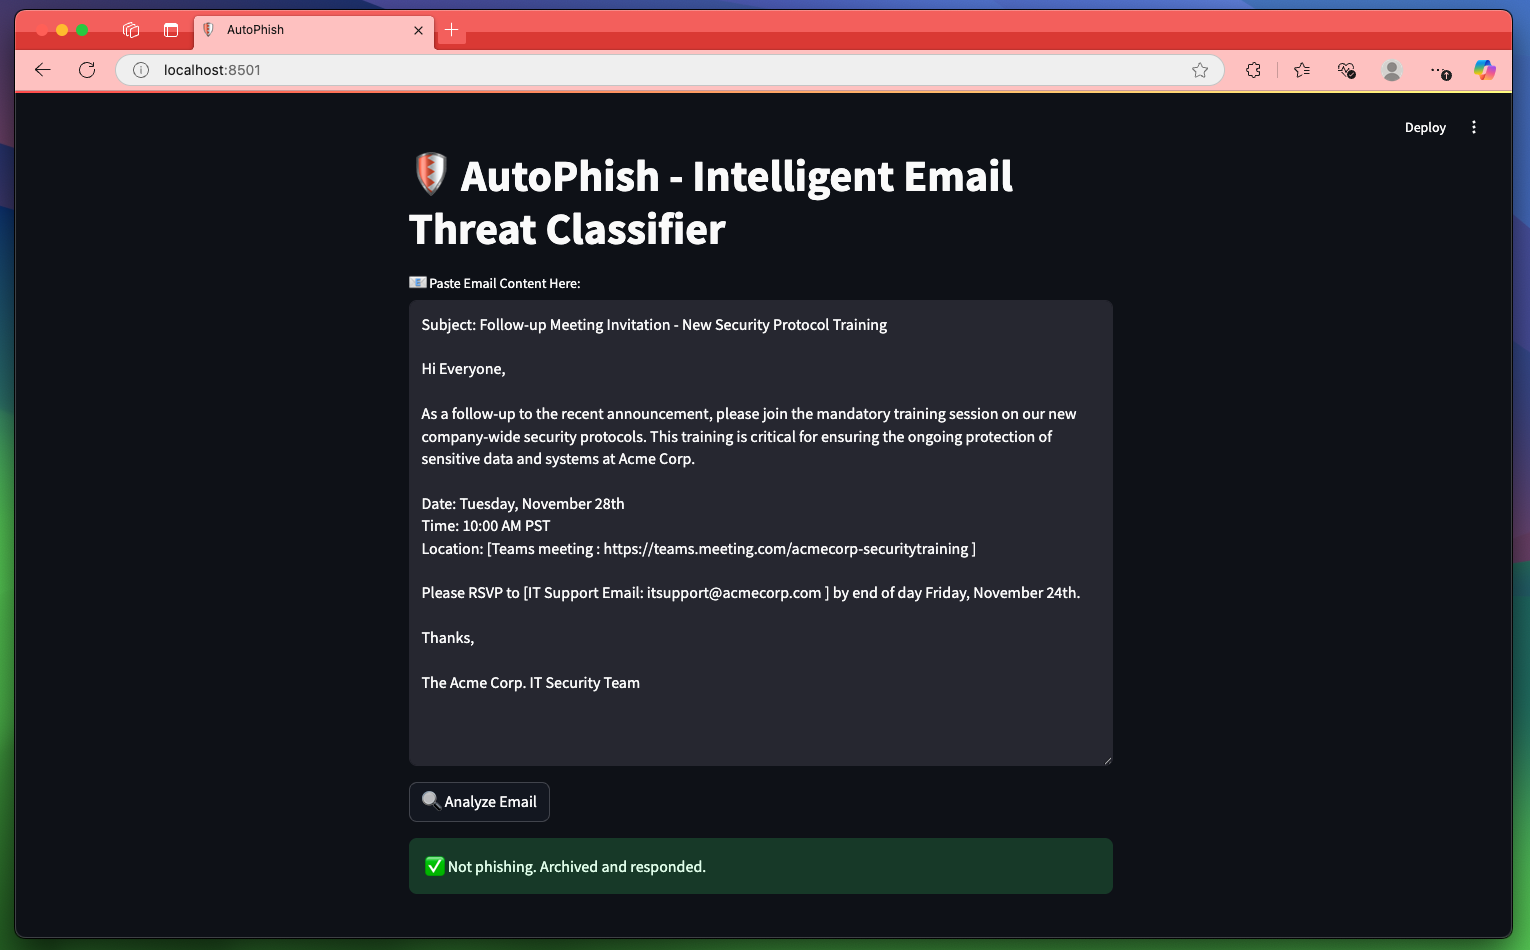 AutoPhish
localhost:8501
Deploy
AutoPhish - Intelligent Email
Threat Classifier
Paste Email Content Here:
Subject: Follow-up Meeting Invitation - New Security Protocol Training
Hi Everyone,
As a follow-up to the recent announcement, please join the mandatory training session on our new
company-wide security protocols. This training is critical for ensuring the ongoing protection of
sensitive data and systems at Acme Corp.
Date: Tuesday, November 28th
Time: 10:00 AM PST
Location: [Teams meeting : https://teams.meeting.com/acmecorp-securitytraining ]
Please RSVP to [IT Support Email: itsupport@acmecorp.com ] by end of day Friday, November 24th.
Thanks,
The Acme Corp. IT Security Team
Analyze Email
Not phishing. Archived and responded.